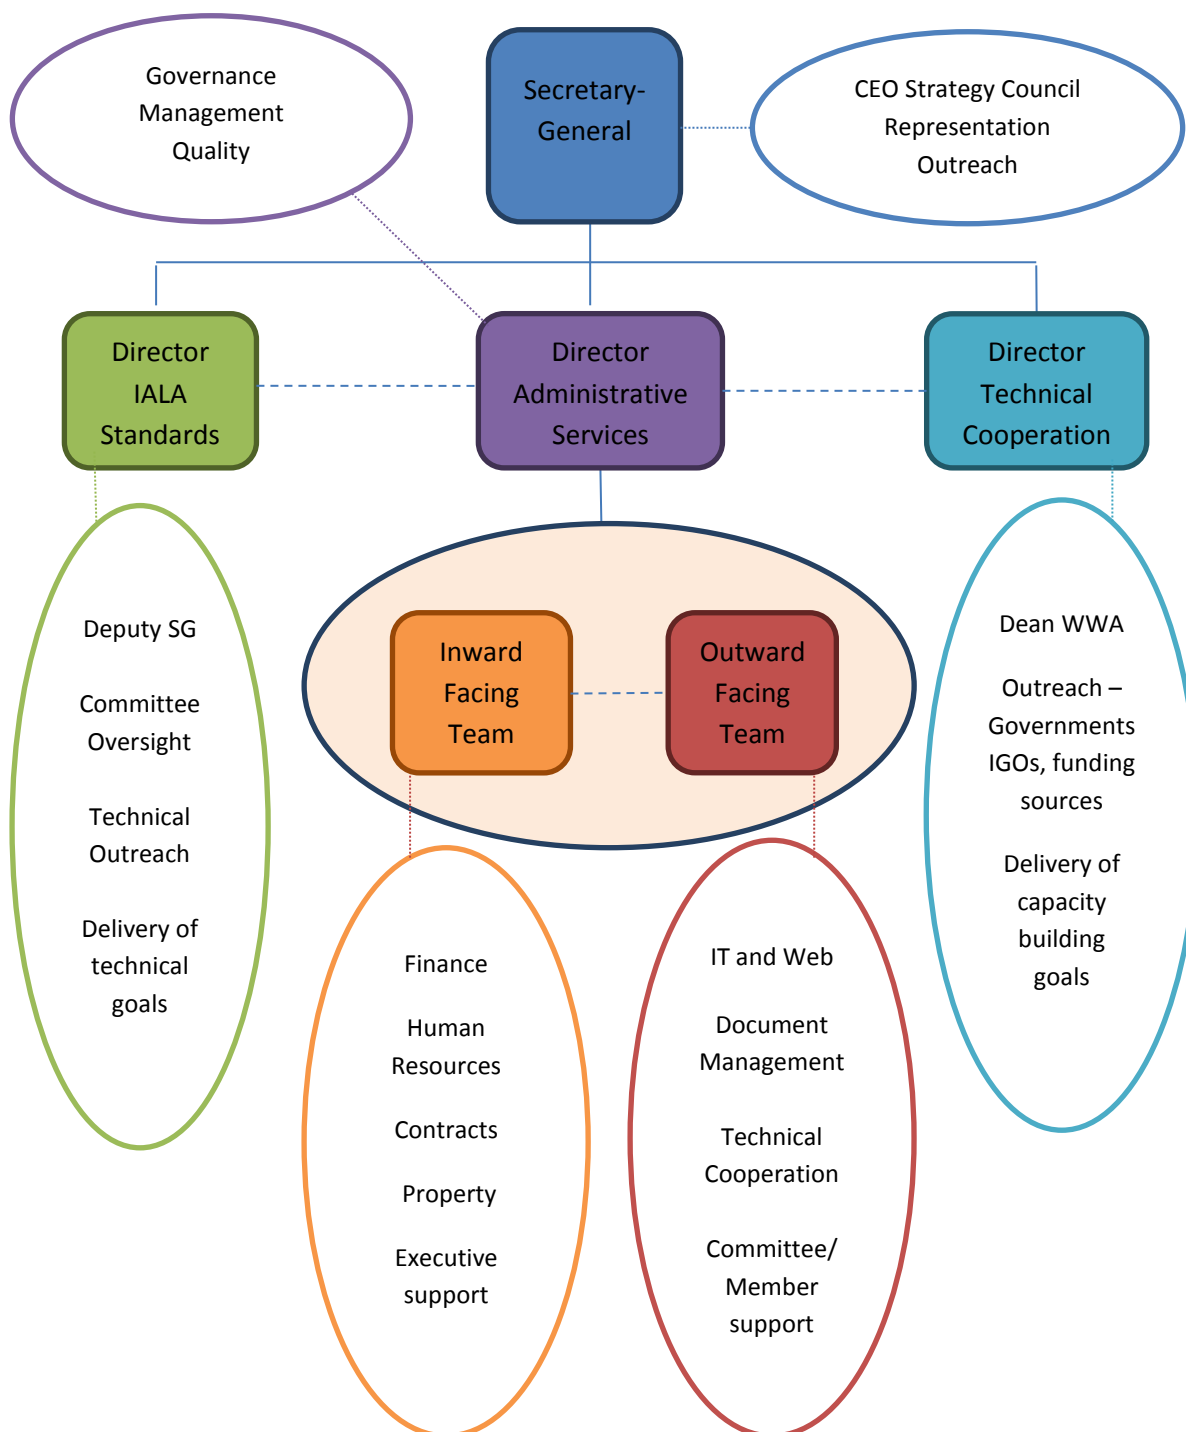 Governance
Management
Quality
Secretary-
General
CEO Strategy Council
Representation
Outreach
Director
IALA
Standards
Director
Administrative
Services
Director
Technical
Cooperation
Deputy SG
Committee
Oversight
Technical
Outreach
Delivery of
technical
goals
Inward
Facing
Team
Outward
Facing
Team
Dean WWA
Outreach –
Governments
IGOs, funding
sources
Delivery of
capacity
building
goals
Finance
Human
Resources
Contracts
Property
Executive
support
IT and Web
Document
Management
Technical
Cooperation
Committee/
Member
support